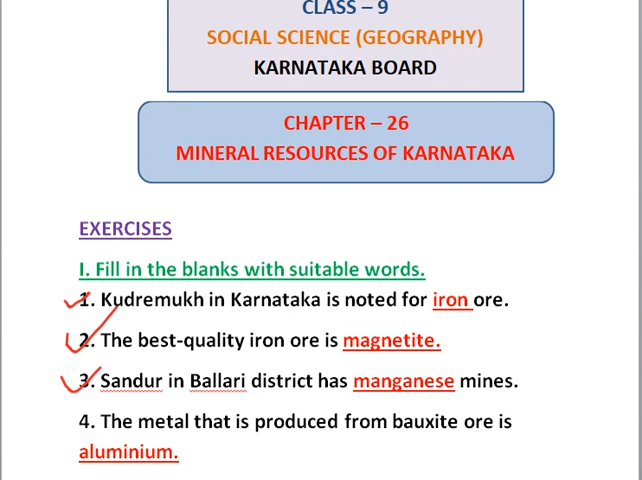 CLASS – 9
SOCIAL SCIENCE (GEOGRAPHY)
KARNATAKA BOARD
CHAPTER – 26
MINERAL RESOURCES OF KARNATAKA
EXERCISES
I. Fill in the blanks with suitable words.
1. Kudremukh in Karnataka is noted for iron ore.
2. The best-quality iron ore is magnetite.
3. Sandur in Ballari district has manganese mines.
4. The metal that is produced from bauxite ore is
aluminium.